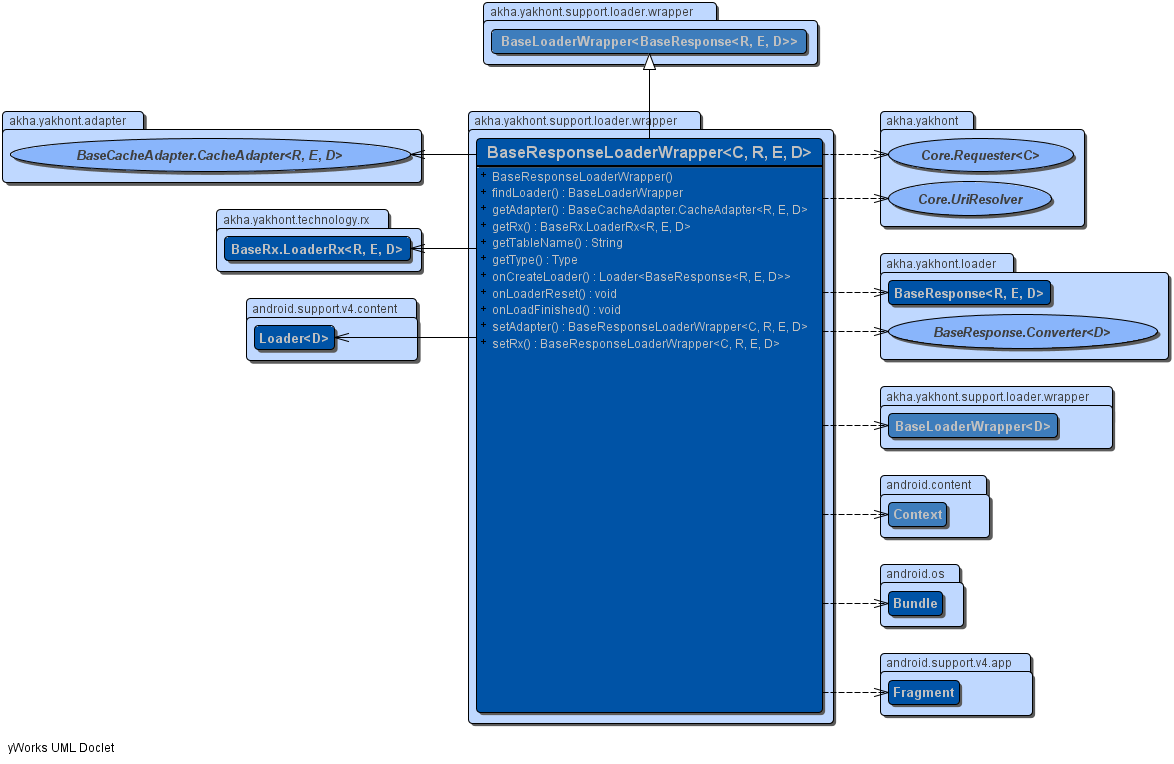 akha.yakhont.support.loader.wrapper
BaseLoaderWrapper<BaseResponse<R, E, D>>
akha.yakhont.adapter
BaseCacheAdapter.CacheAdapter<R, E, D>
akha.yakhont.technology.rx
BaseRx.LoaderRx<R, E, D>
android.support.v4.content
Loader<D>
akha.yakhont.support.loader.wrapper
BaseResponseLoaderWrapper<C, R, E, D>
+ BaseResponseLoaderWrapper()
+ findLoader() : BaseLoaderWrapper
+ getAdapter() : BaseCacheAdapter.CacheAdapter<R, E, D>
+ getRx() : BaseRx.LoaderRx<R, E, D>
+ getTableName() : String
+ getType() : Type
+ onCreateLoader() : Loader<BaseResponse<R, E, D>>
+ onLoaderReset() : void
+ onLoadFinished() : void
+ setAdapter() : BaseResponseLoaderWrapper<C, R, E, D>
+ setRx() : BaseResponseLoaderWrapper<C, R, E, D>
akha.yakhont
Core.Requester<C>
Core.UriResolver
akha.yakhont.loader
BaseResponse<R, E, D>
BaseResponse.Converter<D>
akha.yakhont.support.loader.wrapper
BaseLoaderWrapper<D>
android.content
Context
android.os
Bundle
android.support.v4.app
Fragment
yWorks UML Doclet